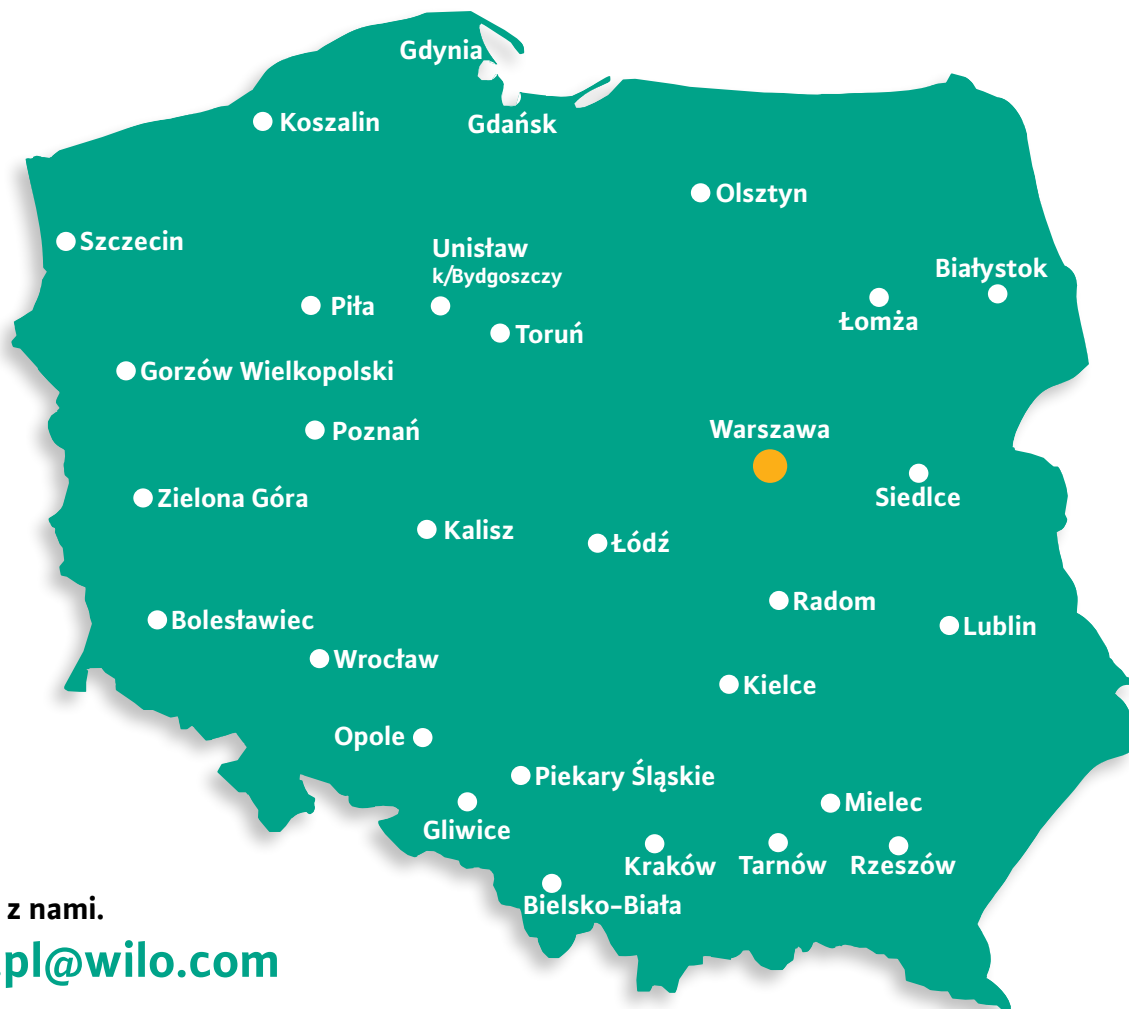 Gdynia
Koszalin
Gdańsk
Olsztyn
Szczecin
Unisław
k/Bydgoszczy
Białystok
Piła
Łomża
Toruń
Gorzów Wielkopolski
Poznań
Warszawa
Zielona Góra
Siedlce
Kalisz
Łódź
Radom
Bolesławiec
Lublin
Wrocław
Kielce
Opole
Piekary Śląskie
Mielec
Gliwice
Kraków
Tarnów
Rzeszów
Bielsko-Biała
z nami.
.pl@wilo.com